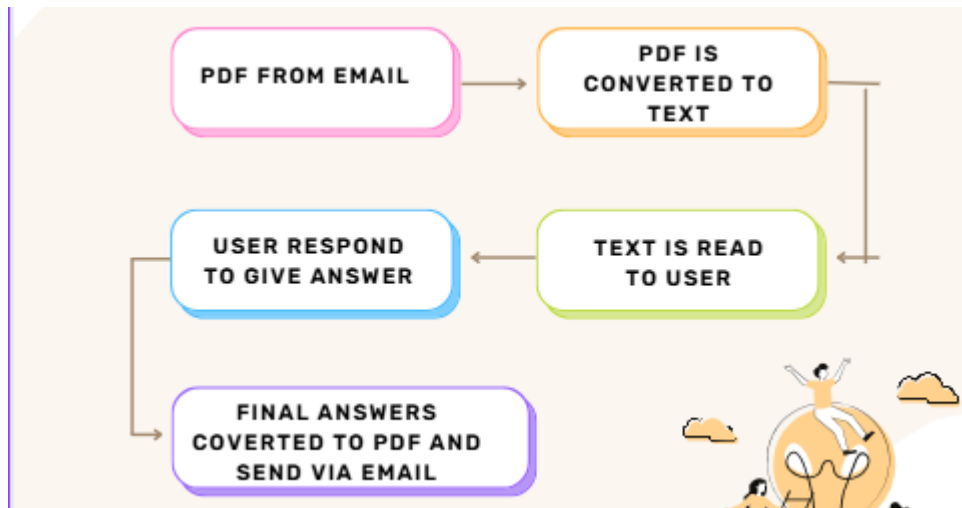 PDF FROM EMAIL
PDF IS
CONVERTED TO
TEXT
TEXT IS READ
TO USER
USER RESPOND
TO GIVE ANSWER
FINAL ANSWERS
COVERTED TO PDF AND
SEND VIA EMAIL